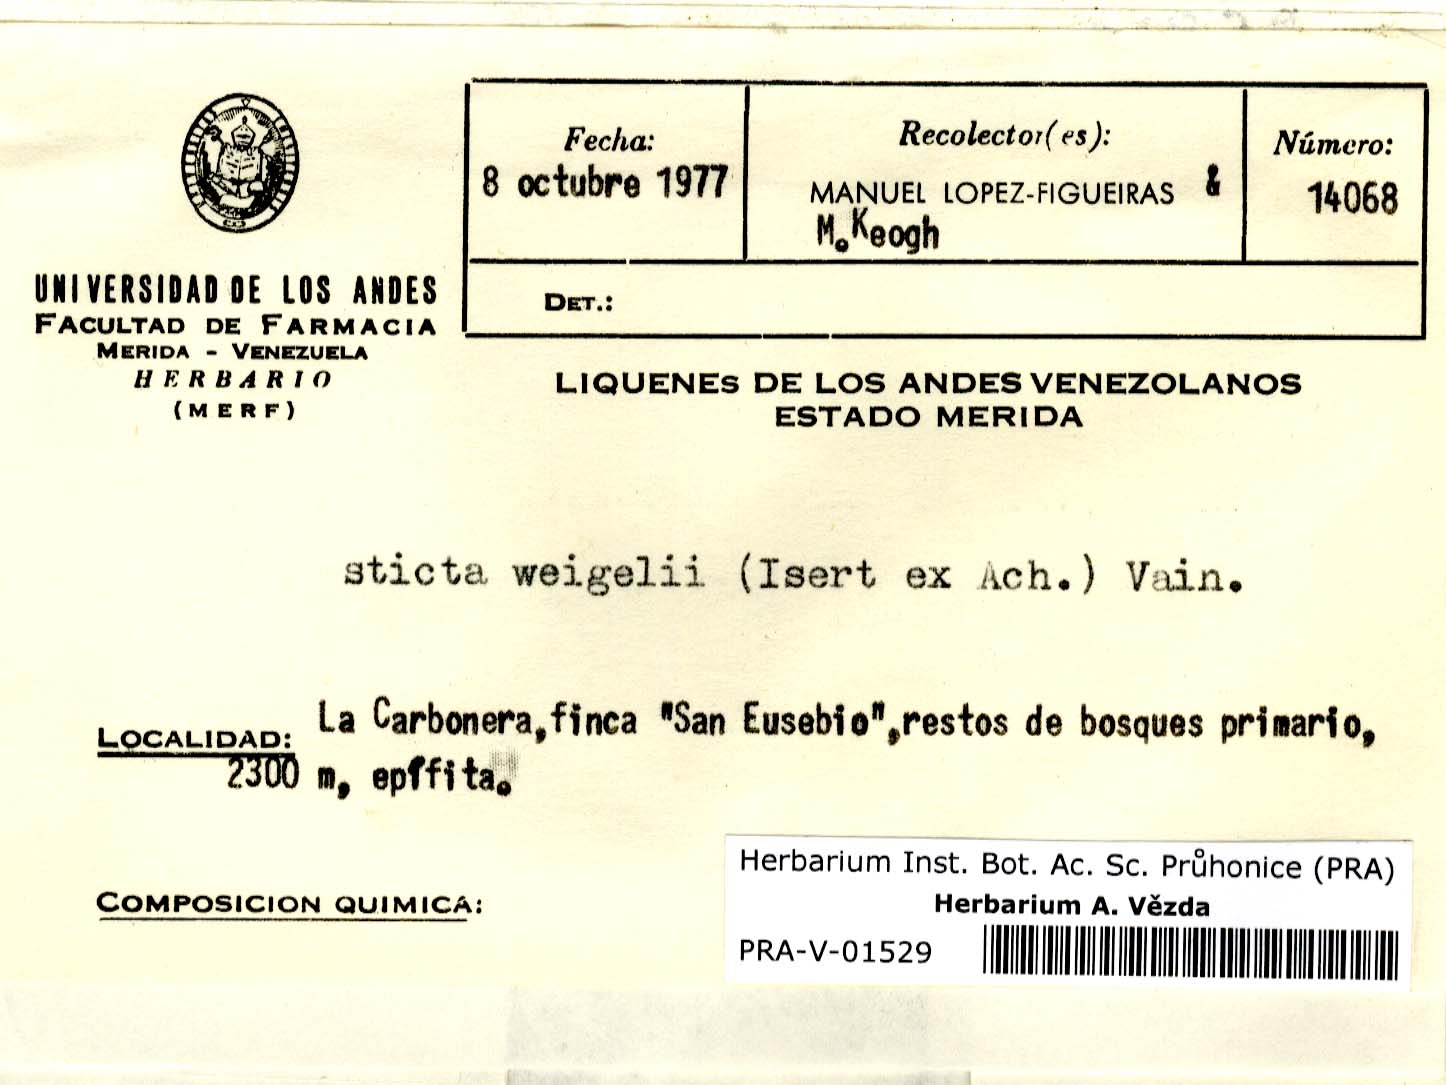 UNIVERSIDAD DE LOS ANDES
FACULTAD DE FARMACIA
MERIDA - VENEZUELA
HERBARIO
(MERF)
Fecha:
8 octubre 1977
Recolector(es):
MANUEL LOPEZ-FIGUEIRAS &
M. Keogh
Número:
14068
DET.:
LIQUENES DE LOS ANDES VENEZOLANOS
ESTADO MERIDA
sticta weigelii (Isert ex Ach.) Vain.
LOCALIDAD: La Carbonera, finca "San Eusebio", restos de bosques primario,
2300 m, epífita.
COMPOSICION QUIMICA:
Herbarium Inst. Bot. Ac. Sc. Průhonice (PRA)
Herbarium A. Vězda
PRA-V-01529